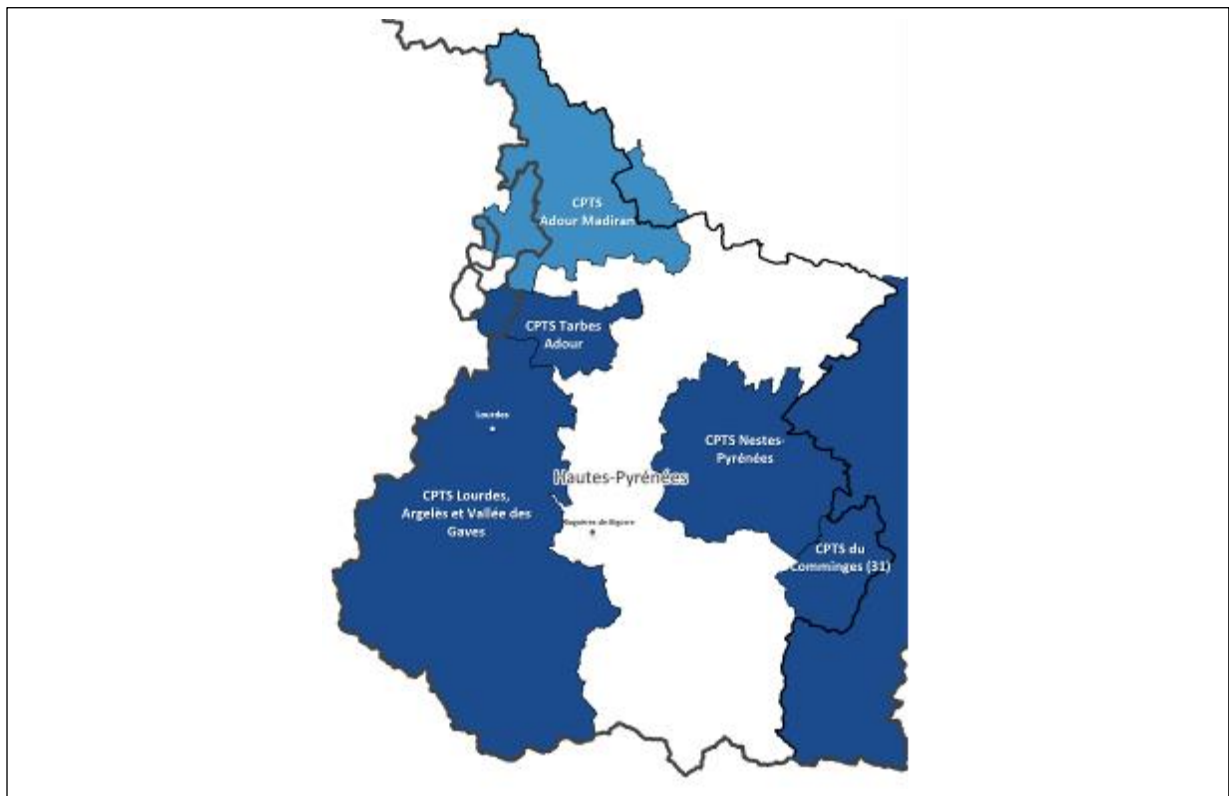 CPTS
Adour Madiran
CPTS Tarbes
Adour
Lourdes
CPTS Nestes-
Pyrénées
Hautes-Pyrénées
CPTS Lourdes,
Argelès et Vallée des
Gaves
Bagnères de Bigorre
CPTS du
Comminges (31)